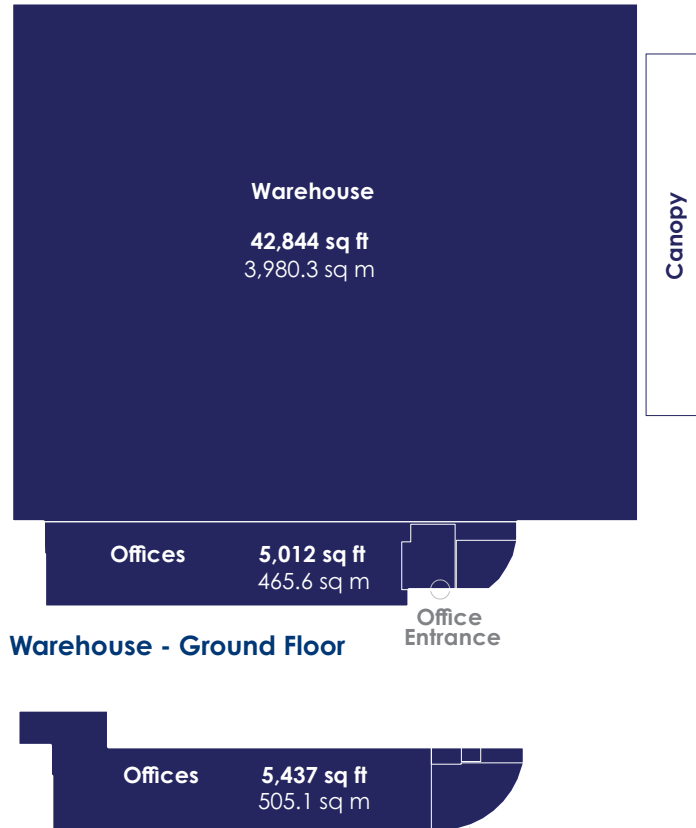 Warehouse
42,844 sq ft
3,980.3 sq m
Canopy
Offices 5,012 sq ft
465.6 sq m
Office
Entrance
Warehouse - Ground Floor
Offices 5,437 sq ft
505.1 sq m